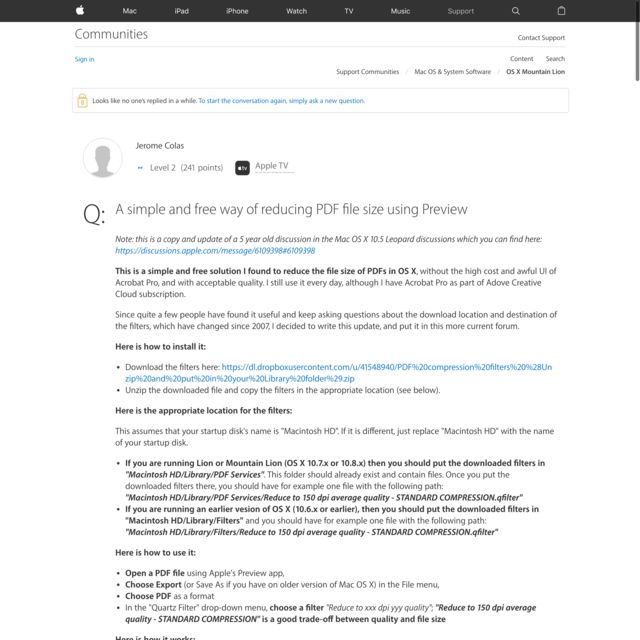 Mac iPad iPhone Watch TV Music Support
Communities
Contact Support
Sign in
Content Search
Support Communities / Mac OS & System Software / OS X Mountain Lion
Looks like no one's replied in a while. To start the conversation again, simply ask a new question.
Jerome Colas
Level 2 (241 points)
tv
Apple TV
Q: A simple and free way of reducing PDF file size using Preview
Note: this is a copy and update of a 5 year old discussion in the Mac OS X 10.5 Leopard discussions which you can find here:
https://discussions.apple.com/message/6109398#6109398
This is a simple and free solution I found to reduce the file size of PDFs in OS X, without the high cost and awful UI of
Acrobat Pro, and with acceptable quality. I still use it every day, although I have Acrobat Pro as part of Adove Creative
Cloud subscription.
Since quite a few people have found it useful and keep asking questions about the download location and destination of
the filters, which have changed since 2007, I decided to write this update, and put it in this more current forum.
Here is how to install it:
• Download the filters here: https://dl.dropboxusercontent.com/u/41548940/PDF%20compression%20filters%20%28Un
zip%20and%20put%20in%20your%20Library%20folder%29.zip
• Unzip the downloaded file and copy the filters in the appropriate location (see below).
Here is the appropriate location for the filters:
This assumes that your startup disk's name is "Macintosh HD". If it is different, just replace "Macintosh HD" with the name
of your startup disk.
• If you are running Lion or Mountain Lion (OS X 10.7.x or 10.8.x) then you should put the downloaded filters in
"Macintosh HD/Library/PDF Services". This folder should already exist and contain files. Once you put the
downloaded filters there, you should have for example one file with the following path:
"Macintosh HD/Library/PDF Services/Reduce to 150 dpi average quality - STANDARD COMPRESSION.qfilter"
• If you are running an earlier vesion of OS X (10.6.x or earlier), then you should put the downloaded filters in
"Macintosh HD/Library/Filters" and you should have for example one file with the following path:
"Macintosh HD/Library/Filters/Reduce to 150 dpi average quality - STANDARD COMPRESSION.qfilter"
Here is how to use it:
• Open a PDF file using Apple's Preview app,
• Choose Export (or Save As if you have on older version of Mac OS X) in the File menu,
• Choose PDF as a format
• In the "Quartz Filter" drop-down menu, choose a filter "Reduce to xxx dpi yyy quality"; "Reduce to 150 dpi average
quality - STANDARD COMPRESSION" is a good trade-off between quality and file size
Here is how it works: